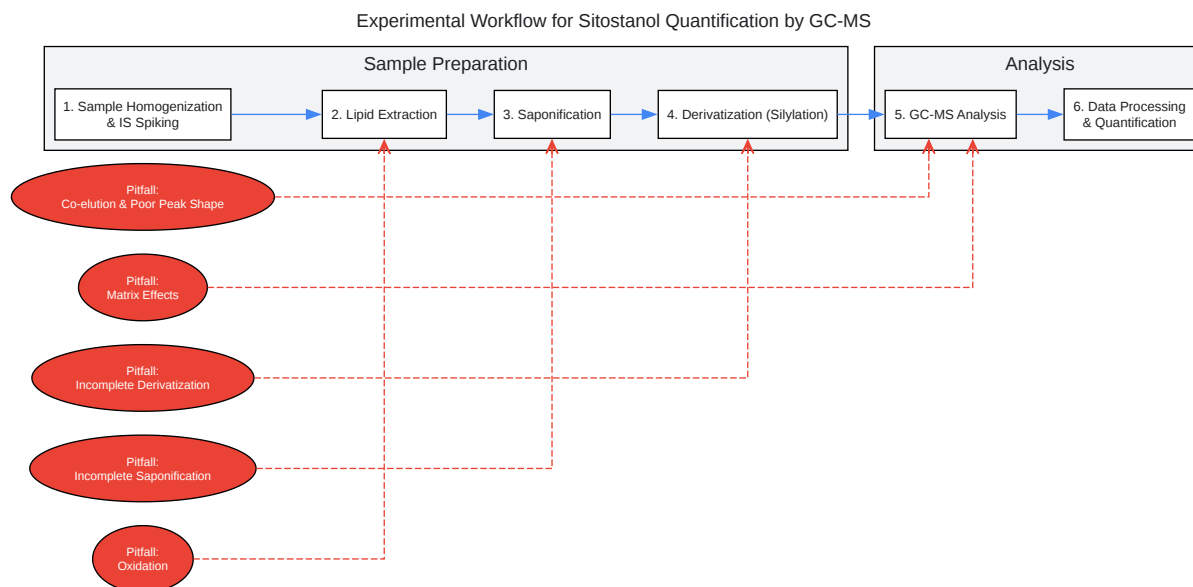 Experimental Workflow for Sitostanol Quantification by GC-MS
Sample Preparation
Analysis
1. Sample Homogenization
& IS Spiking
2. Lipid Extraction
3. Saponification
4. Derivatization (Silylation)
5. GC-MS Analysis
6. Data Processing
& Quantification
Pitfall:
Co-elution & Poor Peak Shape
Pitfall:
Matrix Effects
Pitfall:
Incomplete Derivatization
Pitfall:
Incomplete Saponification
Pitfall:
Oxidation